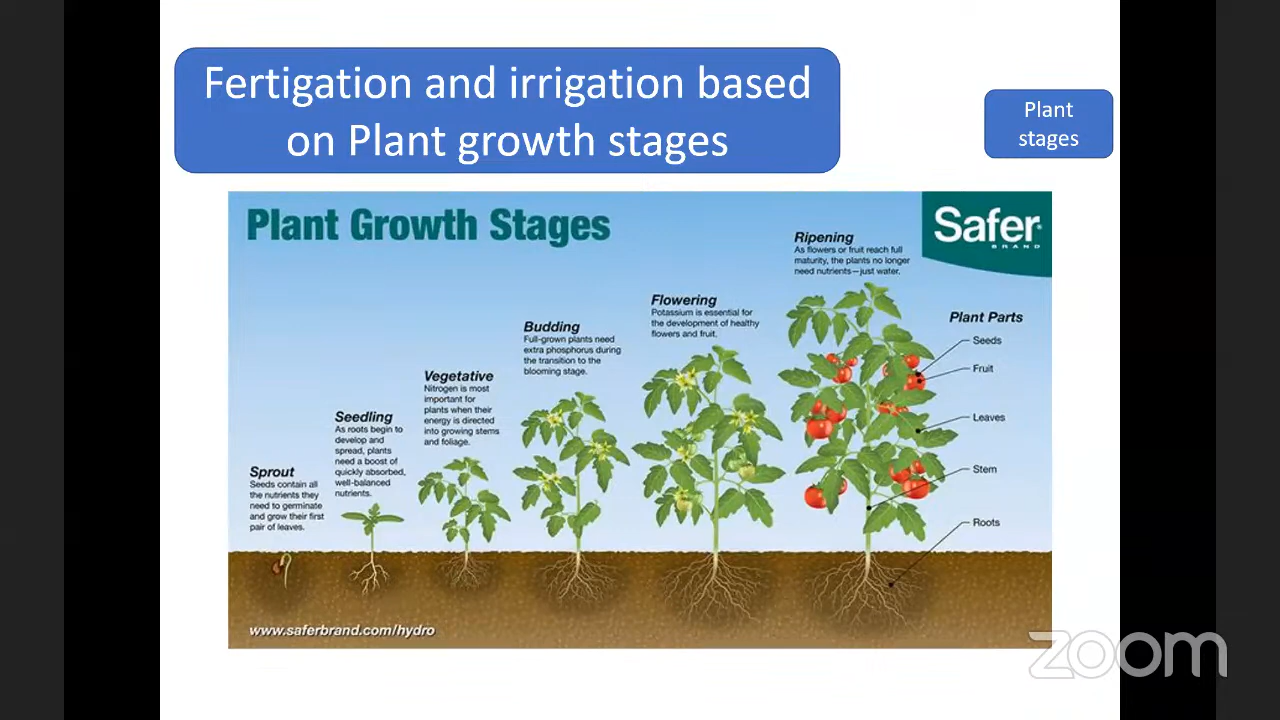 Fertigation and irrigation based
on Plant growth stages
Plant
stages
Plant Growth Stages
Safer®
BRAND
Ripening
As flowers or fruit reach full
maturity, the plants no longer
need nutrients—just water.
Flowering
Potassium is essential for
the development of healthy
flowers and fruit.
Budding
Full-grown plants need
extra phosphorus during
the transition to the
blooming stage.
Vegetative
Nitrogen is most
important for
plants when their
energy is directed
into growing stems
and foliage.
Seedling
As roots begin to
develop and
spread, plants
need a boost of
quickly absorbed,
well-balanced
nutrients.
Sprout
Seeds contain all
the nutrients they
need to germinate
and grow their first
pair of leaves.
Plant Parts
Seeds
Fruit
Leaves
Stem
Roots
www.saferbrand.com/hydro
zoom